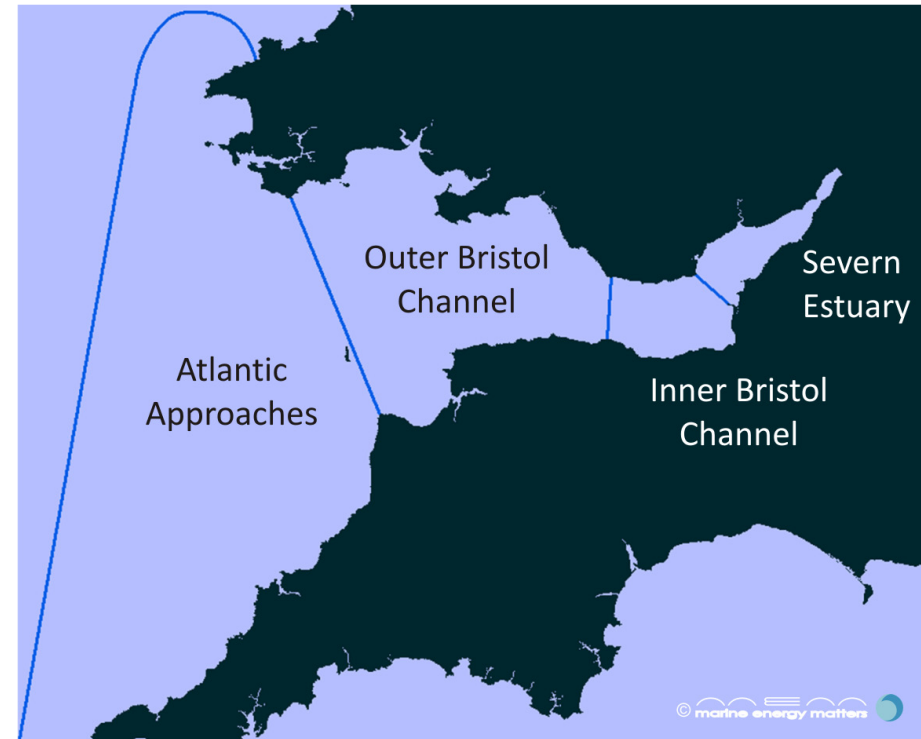 Outer Bristol
Channel
Severn
Estuary
Atlantic
Approaches
Inner Bristol
Channel
© marine energy matters